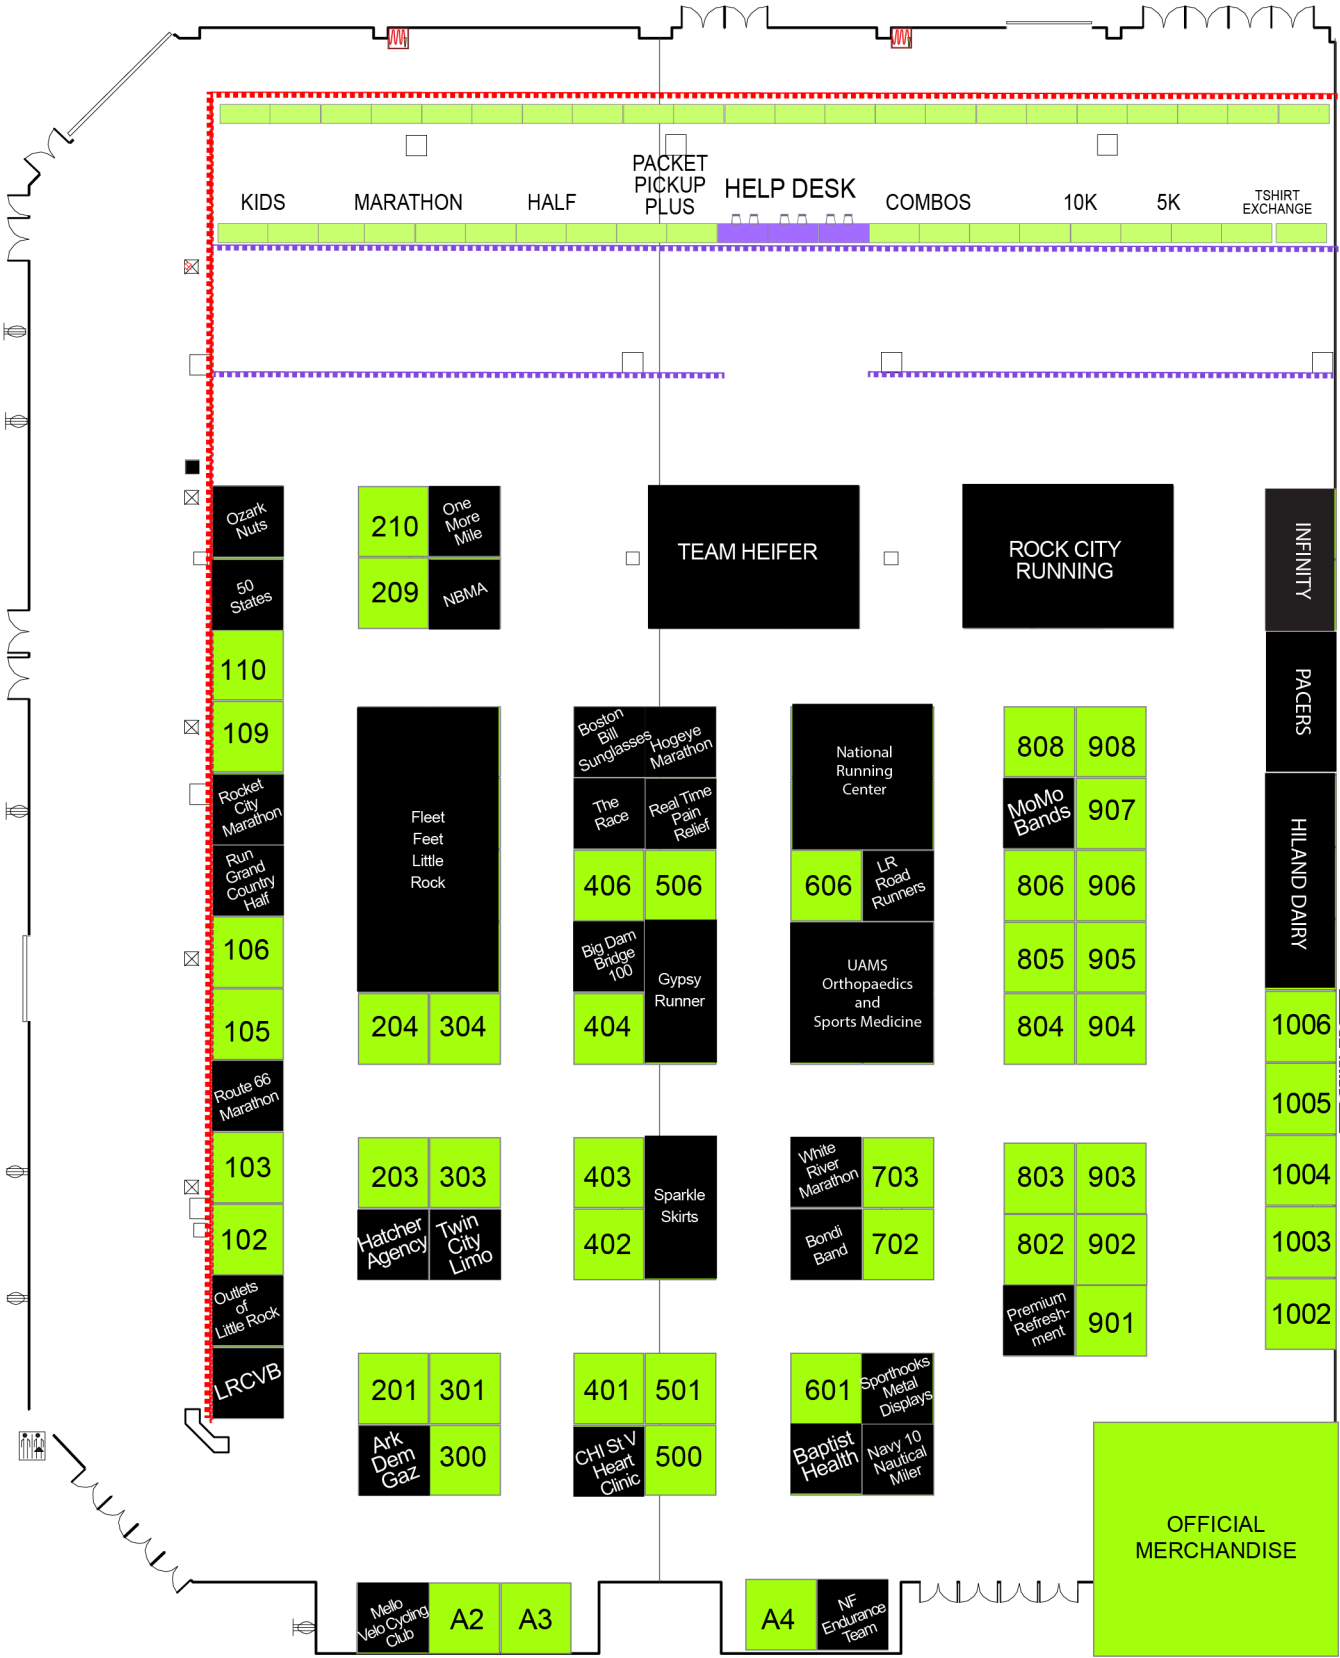 KIDS
MARATHON
HALF
PACKET
PICKUP
PLUS
HELP DESK
COMBOS
10K
5K
TSHIRT
EXCHANGE
Ozark
Nuts
210
One
More
Mile
TEAM HEIFER
ROCK CITY
RUNNING
INFINITY
50
States
209
NBMA
110
PACERS
109
Fleet
Feet
Little
Rock
Boston
Bill
Sunglasses
Hogeye
Marathon
National
Running
Center
808
908
Rocket
City
Marathon
The
Race
Real Time
Pain
Relief
MoMo
Bands
907
HILAND DAIRY
Run
Grand
Country
Half
406
506
606
LR
Road
Runners
806
906
106
Big Dam
Bridge
100
Gypsy
Runner
UAMS
Orthopaedics
and
Sports Medicine
805
905
105
204
304
404
804
904
1006
Route 66
Marathon
1005
103
203
303
403
Sparkle
Skirts
White
River
Marathon
703
803
903
1004
102
Hatcher
Agency
Twin
City
Limo
402
Bondi
Band
702
802
902
1003
Outlets
of
Little Rock
Premium
Refresh-
ment
901
1002
LRCVB
201
301
401
501
601
Sporthooks
Metal
Displays
Ark
Dem
Gaz
300
CHI St V
Heart
Clinic
500
Baptist
Health
Navy 10
Nautical
Miler
OFFICIAL
MERCHANDISE
Mello
Velo Cycling
Club
A2
A3
A4
NF
Endurance
Team